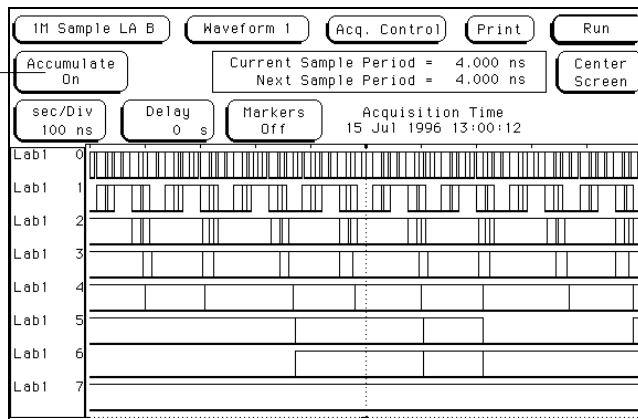 1M Sample LA B Waveform 1 Acq. Control Print Run
Accumulate On
Current Sample Period = 4.000 ns
Next Sample Period = 4.000 ns
Center Screen
sec/Div 100 ns
Delay 0 s
Markers Off
Acquisition Time
15 Jul 1996 13:00:12
Lab1 0
Lab1 1
Lab1 2
Lab1 3
Lab1 4
Lab1 5
Lab1 6
Lab1 7